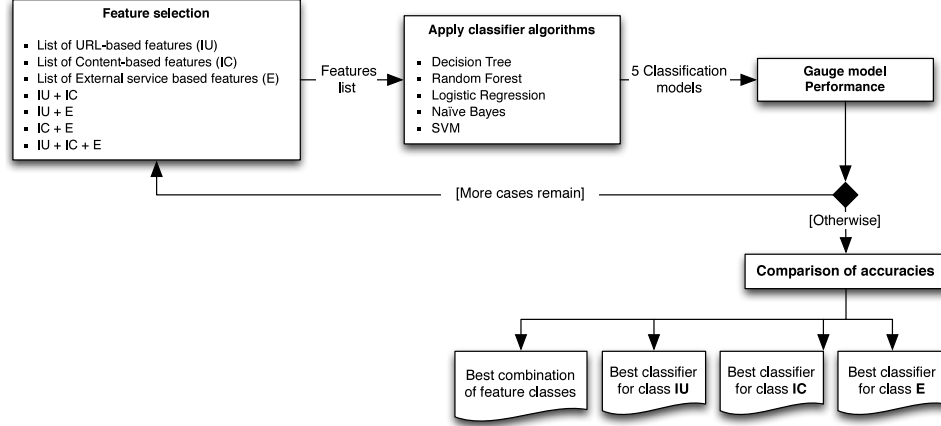 Feature selection
▪ List of URL-based features (IU)
▪ List of Content-based features (IC)
▪ List of External service based features (E)
▪ IU + IC
▪ IU + E
▪ IC + E
▪ IU + IC + E
Features
list
Apply classifier algorithms
▪ Decision Tree
▪ Random Forest
▪ Logistic Regression
▪ Naïve Bayes
▪ SVM
5 Classification
models
Gauge model
Performance
[More cases remain]
[Otherwise]
Comparison of accuracies
Best combination
of feature classes
Best classifier
for class IU
Best classifier
for class IC
Best classifier
for class E